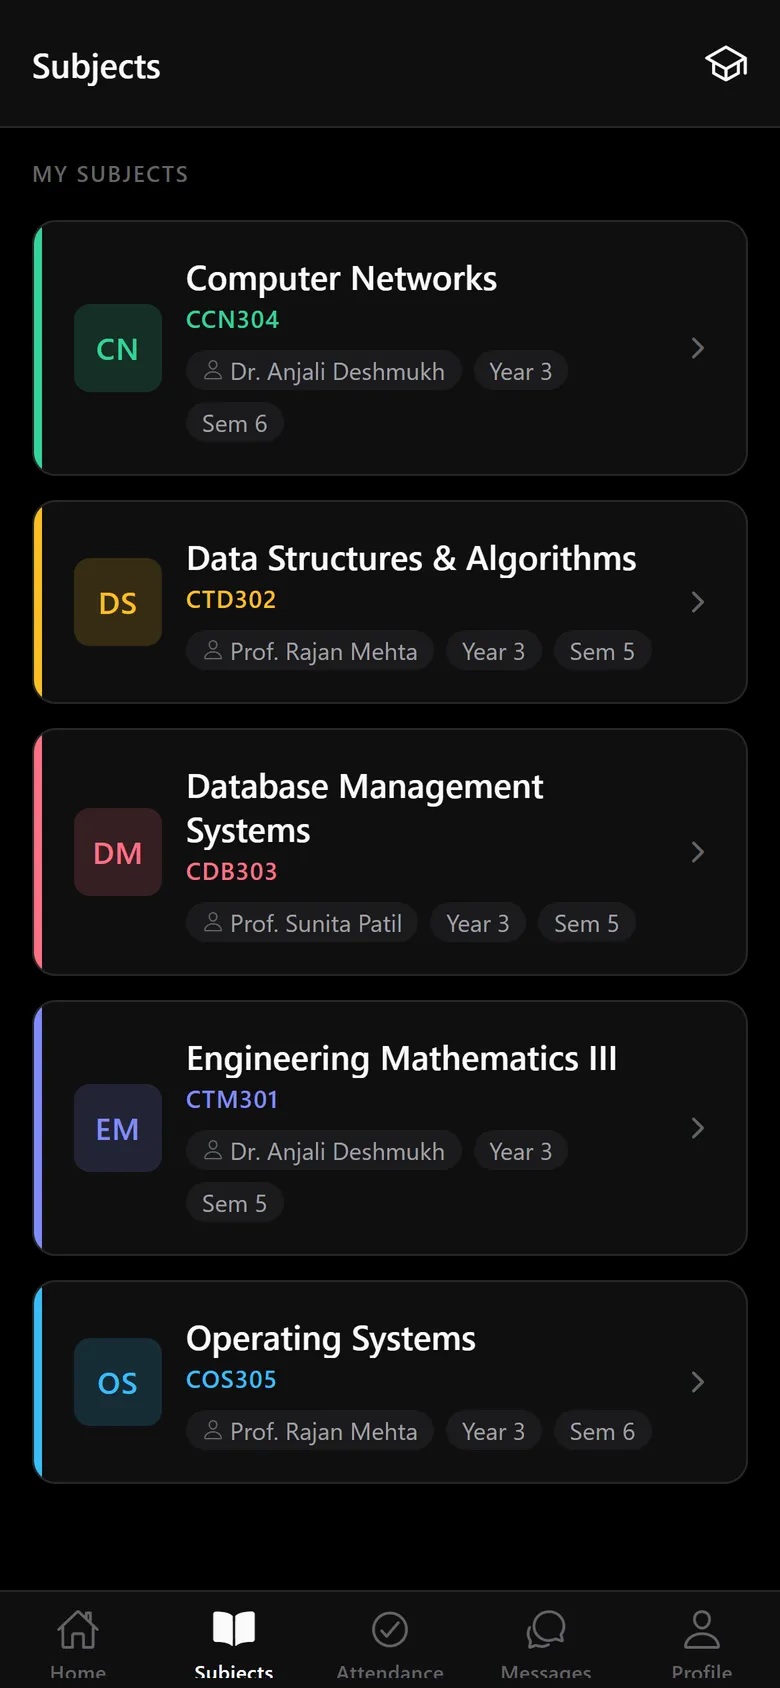 Subjects
MY SUBJECTS
Computer Networks
CCN304
CN
Dr. Anjali Deshmukh Year 3
Sem 6
Data Structures & Algorithms
CTD302
DS
Prof. Rajan Mehta Year 3 Sem 5
Database Management
Systems
CDB303
DM
Prof. Sunita Patil Year 3 Sem 5
Engineering Mathematics III
CTM301
EM
Dr. Anjali Deshmukh Year 3
Sem 5
Operating Systems
COS305
OS
Prof. Rajan Mehta Year 3 Sem 6
Home Subjects Attendance Messages Profile